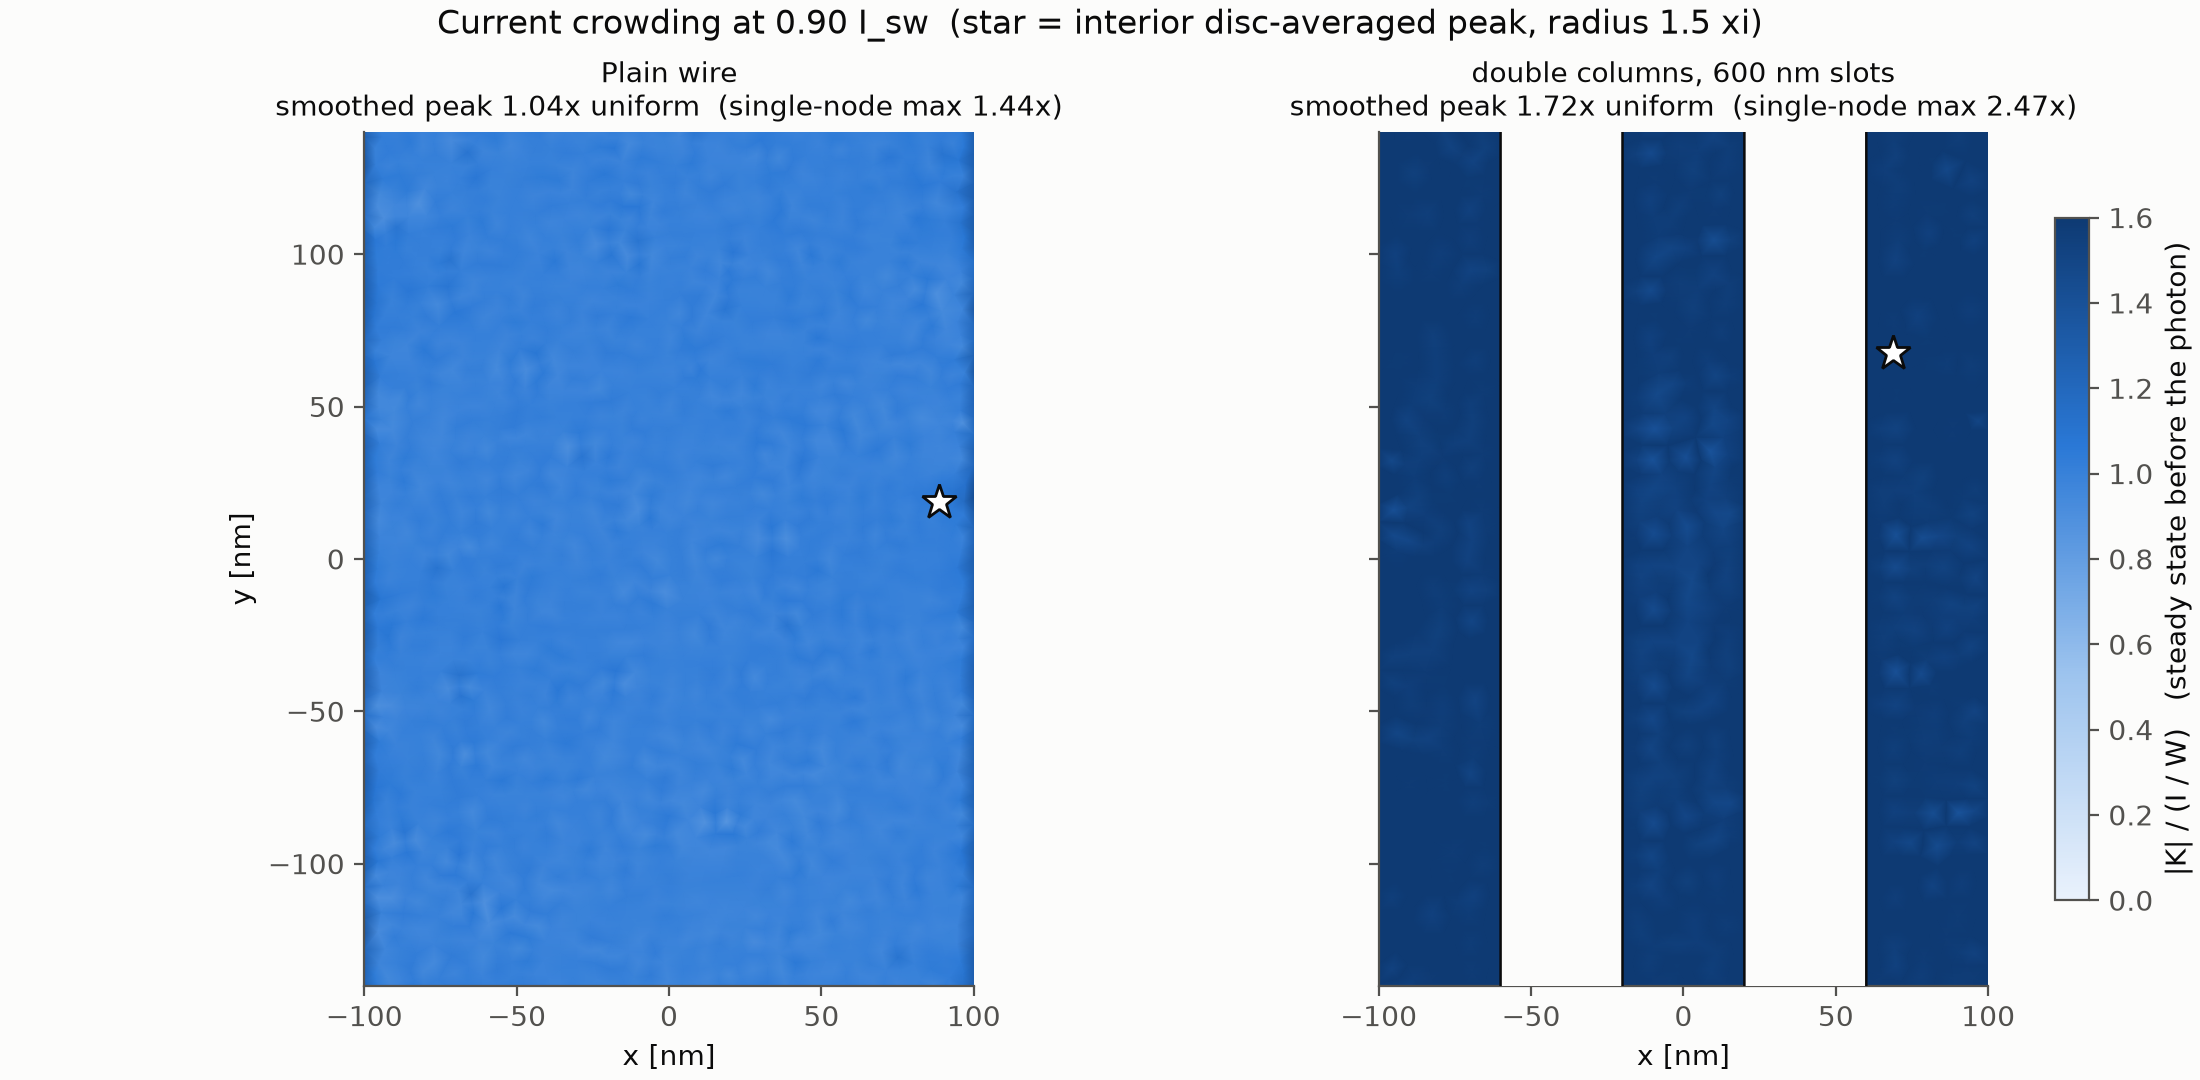 Current crowding at 0.90 I_sw  (star = interior disc-averaged peak, radius 1.5 xi)
Plain wire
smoothed peak 1.04x uniform  (single-node max 1.44x)
double columns, 600 nm slots
smoothed peak 1.72x uniform  (single-node max 2.47x)
y [nm]
100
50
0
−50
−100
−100
−50
0
50
100
x [nm]
−100
−50
0
50
100
x [nm]
1.6
1.4
1.2
1.0
0.8
0.6
0.4
0.2
0.0
|K| / (I / W)   (steady state before the photon)